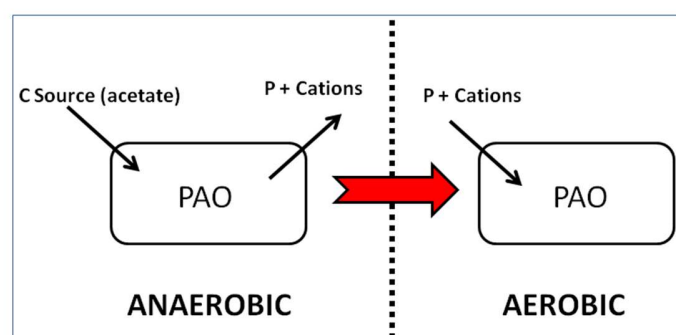 C Source (acetate)
P + Cations
PAO
ANAEROBIC
P + Cations
PAO
AEROBIC